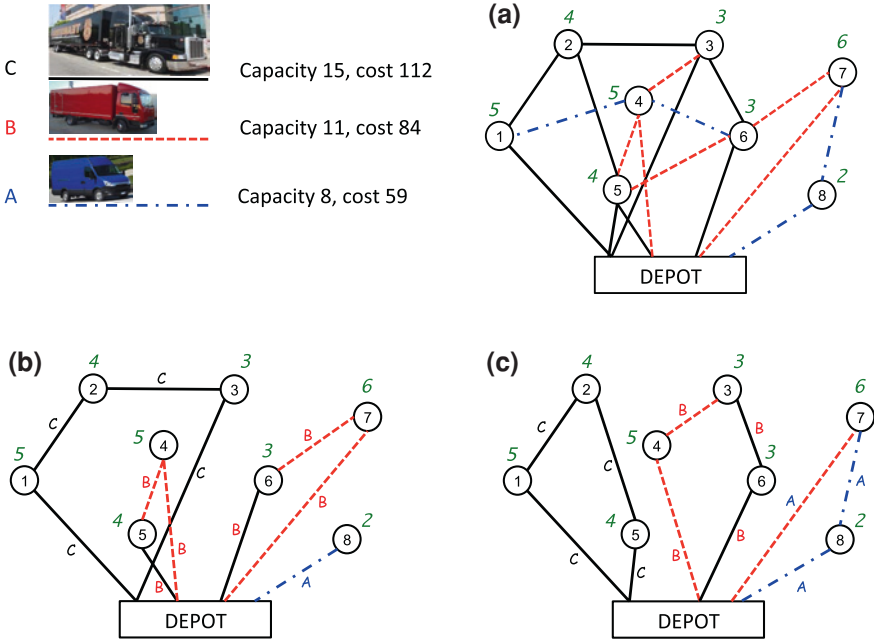 C Capacity 15, cost 112
B Capacity 11, cost 84
A Capacity 8, cost 59
(a)
4 3 6
2 3 7
5 5 4 3
1 6
4 5 2
8
DEPOT
(b)
4 C 3
2 3
6
7
C 5 4 B
5 C 3
1 6
B B
4 5 2
C B B 8
B A
DEPOT
(c)
4 3
2 3
6
B 7
C 5 4 B
5 C 3
1 6
A A
4 5 2
C C B B 8
A
DEPOT